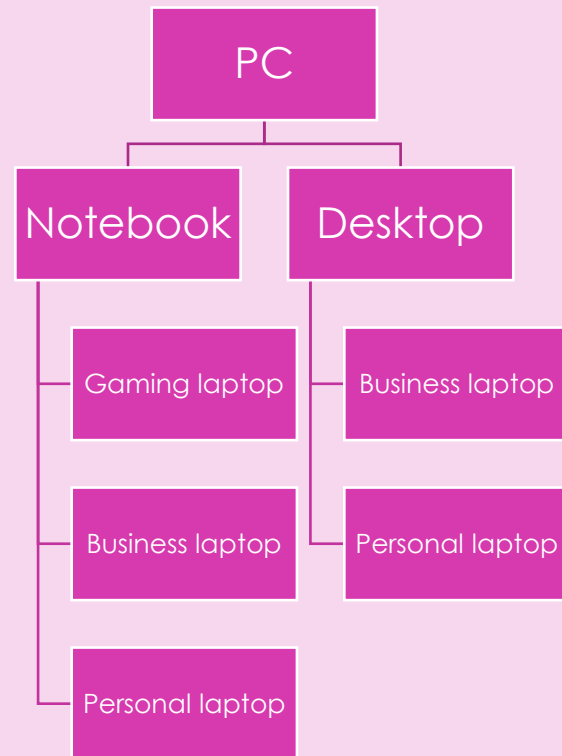 PC
Notebook
Desktop
Gaming laptop
Business laptop
Business laptop
Personal laptop
Personal laptop